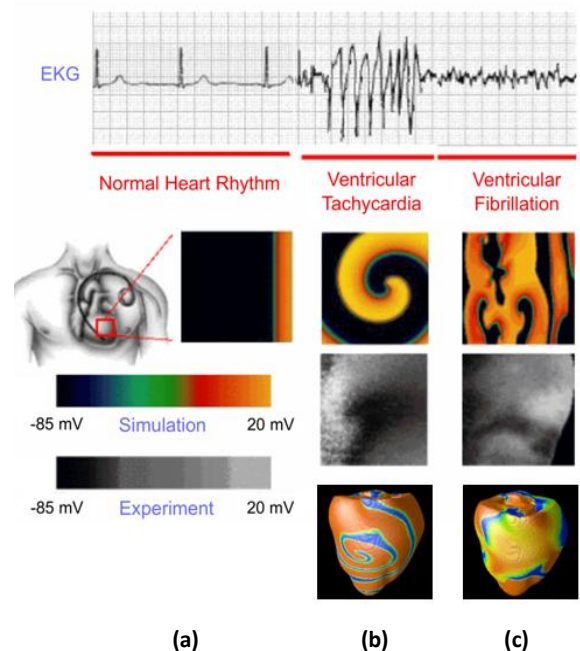 EKG
Normal Heart Rhythm
Ventricular
Tachycardia
Ventricular
Fibrillation
-85 mV Simulation 20 mV
-85 mV Experiment 20 mV
(a) (b) (c)